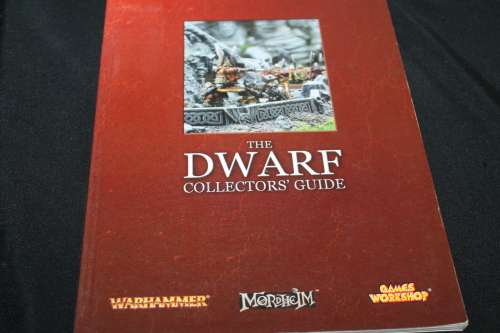 THE
DWARF
COLLECTORS' GUIDE
WARHAMMER
MORDHEIM
GAMES
WORKSHOP